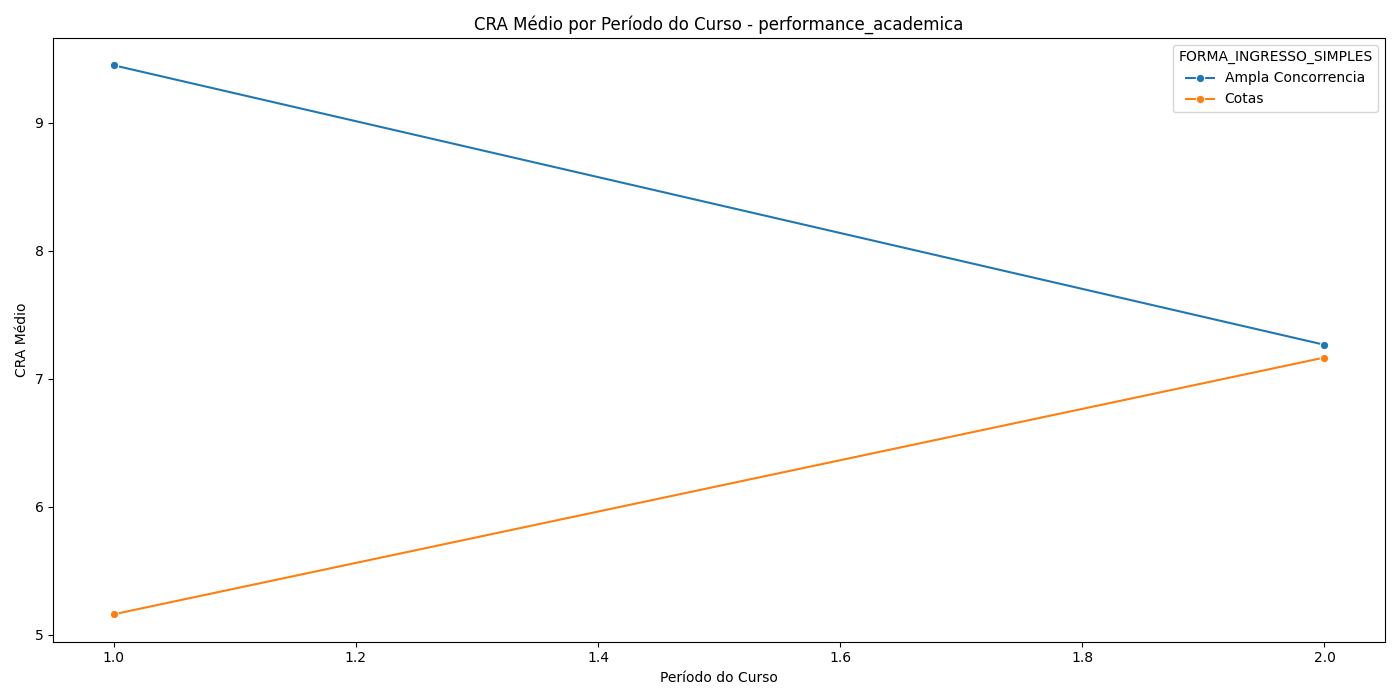 CRA Médio por Período do Curso - performance_academica
FORMA_INGRESSO_SIMPLES
Ampla Concorrencia
Cotas
CRA Médio
9
8
7
6
5
1.0
1.2
1.4
1.6
1.8
2.0
Período do Curso